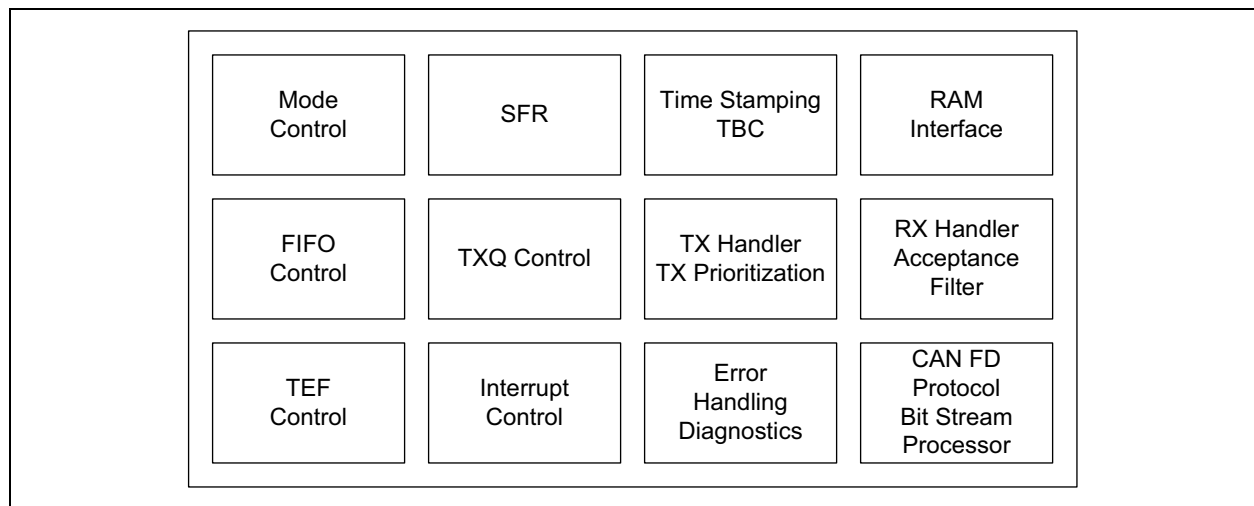 Mode
Control
SFR
Time Stamping
TBC
RAM
Interface
FIFO
Control
TXQ Control
TX Handler
TX Prioritization
RX Handler
Acceptance
Filter
TEF
Control
Interrupt
Control
Error
Handling
Diagnostics
CAN FD
Protocol
Bit Stream
Processor